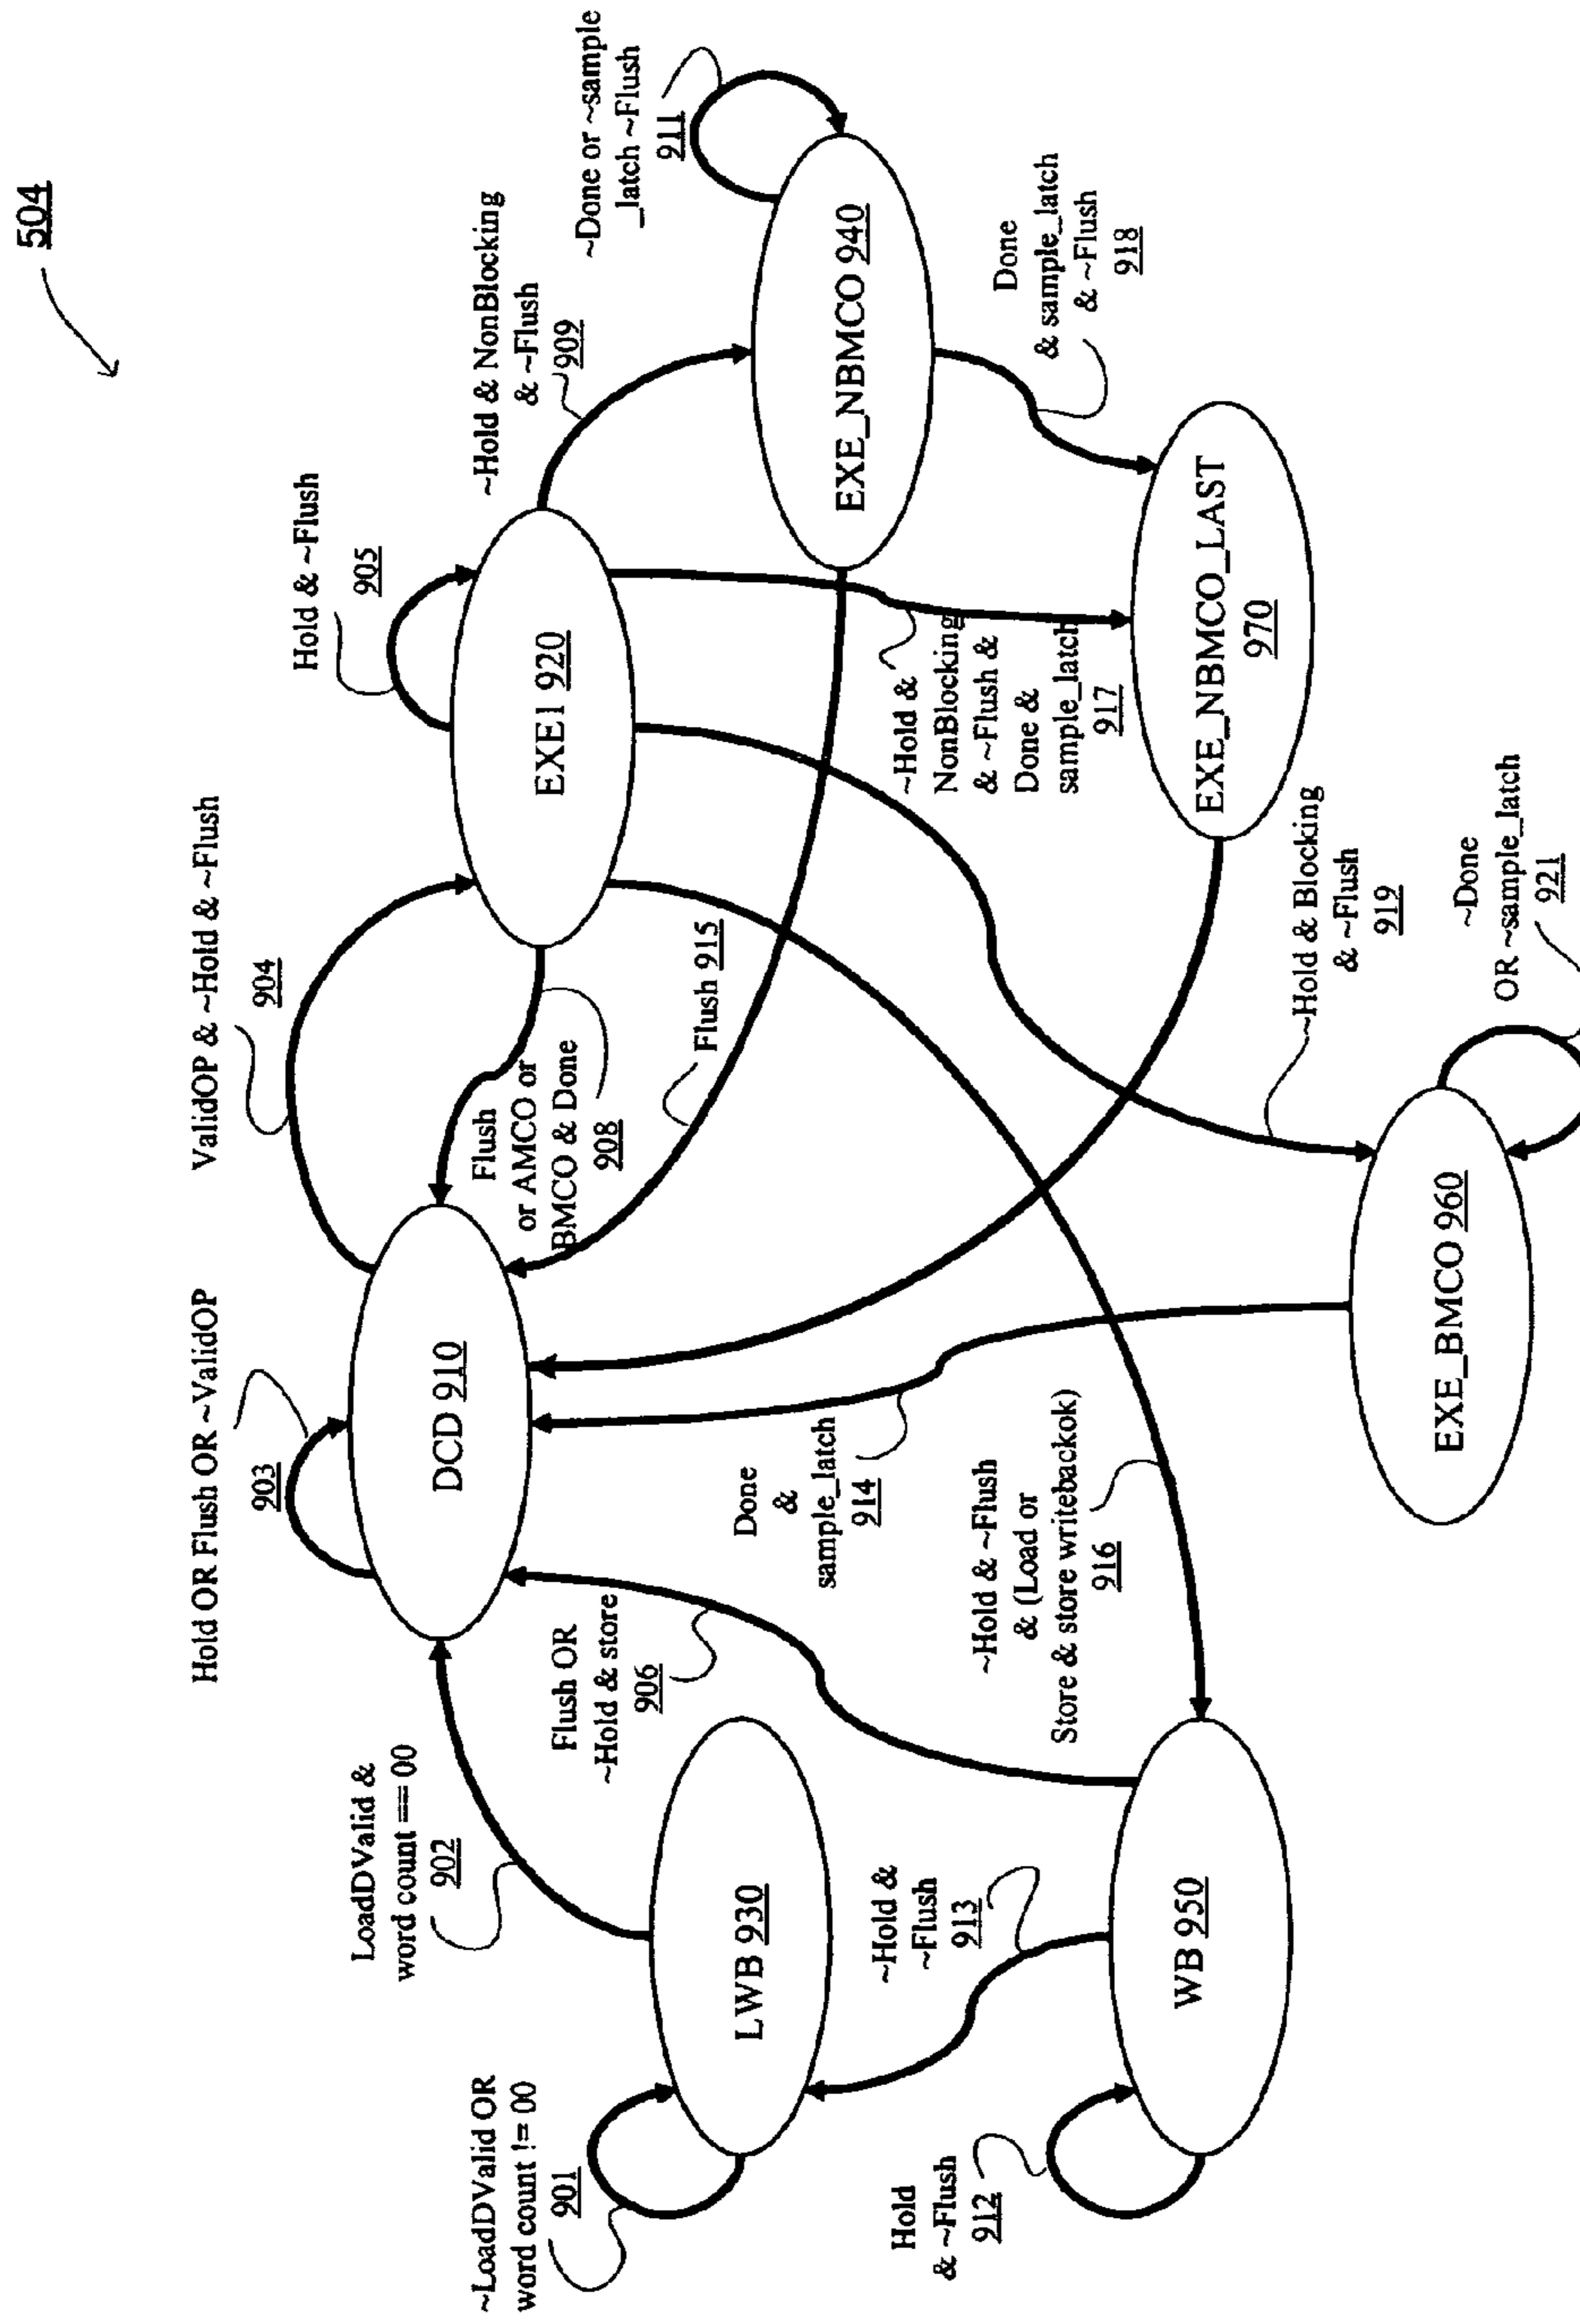 504
Hold OR Flush OR ~ValidOP
903
ValidOP & ~Hold & ~Flush
904
Hold & ~Flush
905
LoadDValid &
word count == 00
902
DCD 910
Flush
or AMCO or
BMCO & Done
908
EXE1 920
~Hold & NonBlocking
& ~Flush
909
~Done or ~sample
_latch ~Flush
911
~LoadDValid OR
word count != 00
901
LWB 930
Flush OR
~Hold & store
906
Done
&
sample_latch
914
Flush 915
EXE_NBMCO 940
~Hold &
~Flush
913
~Hold & ~Flush
& (Load or
Store & store writebackok)
916
~Hold &
NonBlocking
& ~Flush &
Done &
sample_latch
917
Done
& sample_latch
& ~Flush
918
Hold
& ~Flush
912
WB 950
EXE_NBMCO_LAST
970
~Hold & Blocking
& ~Flush
919
EXE_BMCO 960
~Done
OR ~sample_latch
921